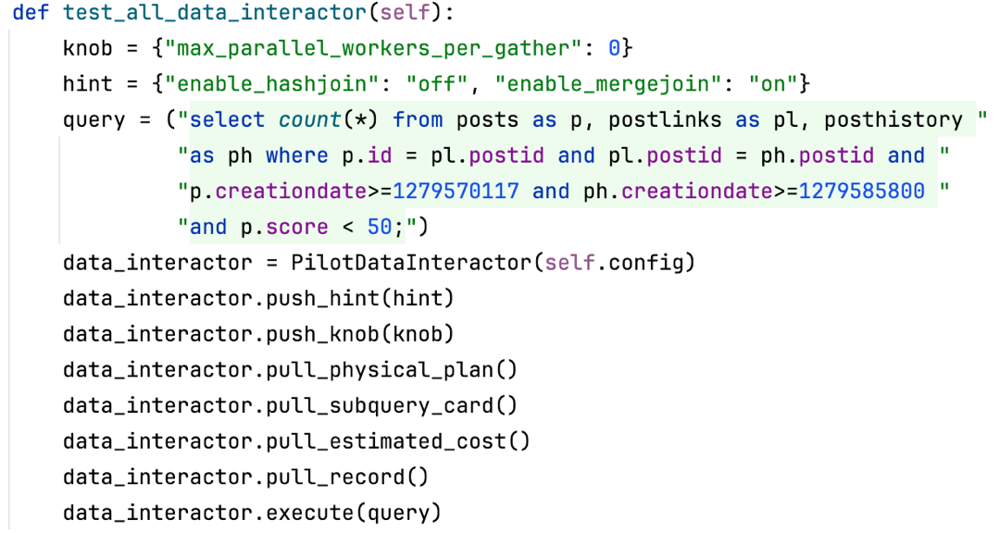 def test_all_data_interactor(self):
    knob = {"max_parallel_workers_per_gather": 0}
    hint = {"enable_hashjoin": "off", "enable_mergejoin": "on"}
    query = ("select count(*) from posts as p, postlinks as pl, posthistory "
             "as ph where p.id = pl.postid and pl.postid = ph.postid and "
             "p.creationdate>=1279570117 and ph.creationdate>=1279585800 "
             "and p.score < 50;")
    data_interactor = PilotDataInteractor(self.config)
    data_interactor.push_hint(hint)
    data_interactor.push_knob(knob)
    data_interactor.pull_physical_plan()
    data_interactor.pull_subquery_card()
    data_interactor.pull_estimated_cost()
    data_interactor.pull_record()
    data_interactor.execute(query)